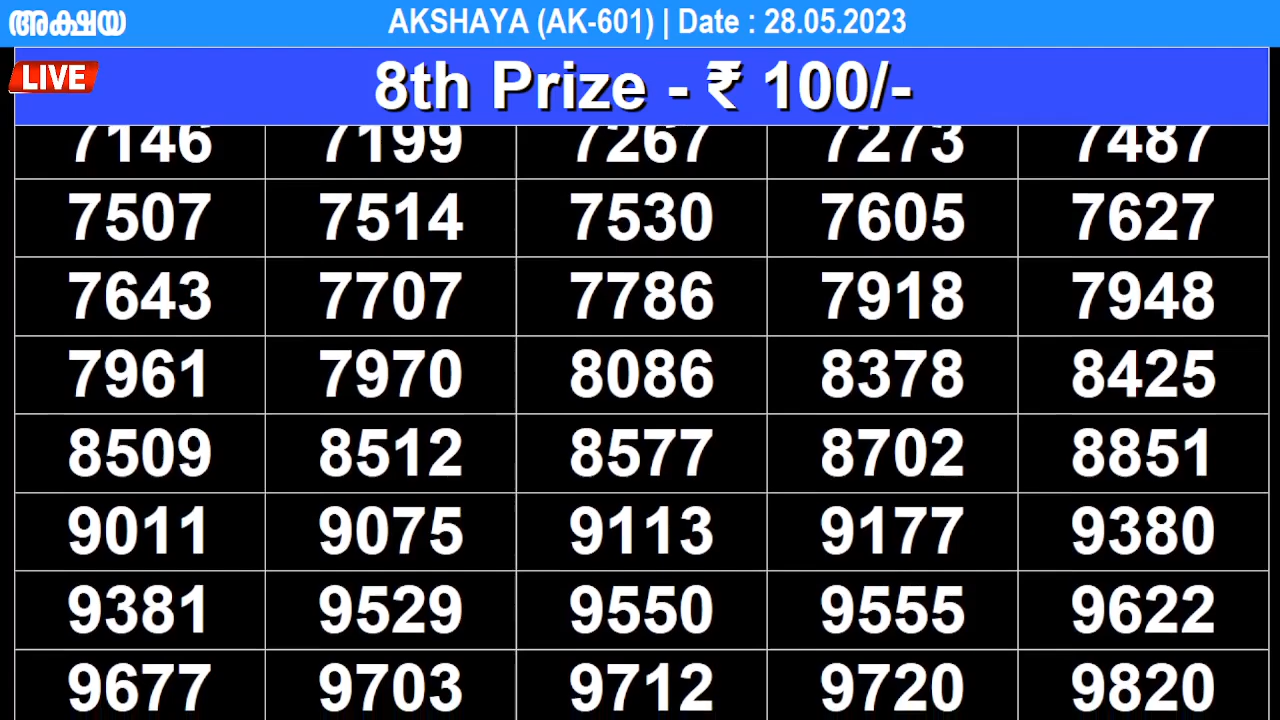 അക്ഷയ AKSHAYA (AK-601) | Date : 28.05.2023
LIVE 8th Prize - ₹ 100/-
7146 7199 7267 7273 7487
7507 7514 7530 7605 7627
7643 7707 7786 7918 7948
7961 7970 8086 8378 8425
8509 8512 8577 8702 8851
9011 9075 9113 9177 9380
9381 9529 9550 9555 9622
9677 9703 9712 9720 9820